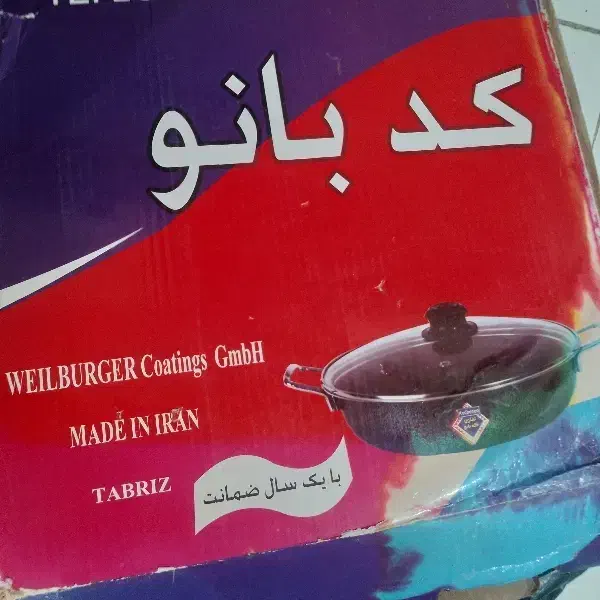 کد بانو
WEILBURGER Coatings GmbH
MADE IN IRAN
TABRIZ
با یک سال ضمانت